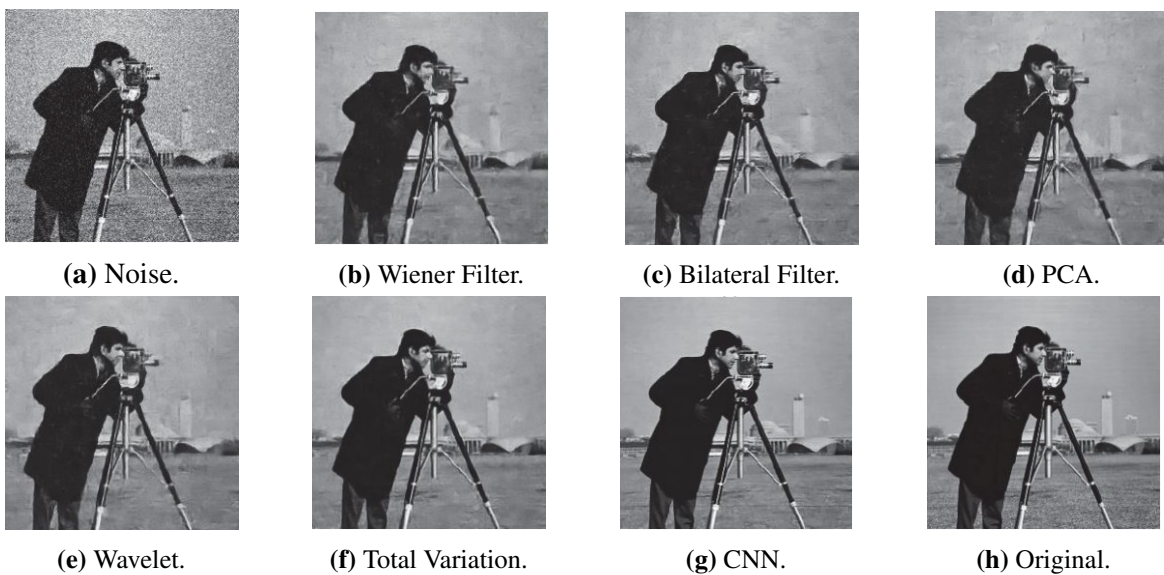 (a) Noise.
(b) Wiener Filter.
(c) Bilateral Filter.
(d) PCA.
(e) Wavelet.
(f) Total Variation.
(g) CNN.
(h) Original.